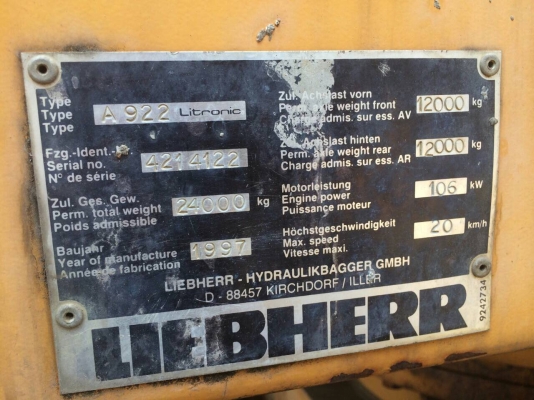 Type
Type
Type
A 922 Litronic
Fzg.-Ident.
Serial no.
N° de série
4214122
Zul. Ges. Gew.
Perm. total weight
Poids admissible
24000 kg
Baujahr
Year of manufacture
Année de fabrication
1997
Zul. Achslast vorn
Perm. axle weight front
Charge admis. sur ess. AV
12000 kg
Zul. Achslast hinten
Perm. axle weight rear
Charge admis. sur ess. AR
12000 kg
Motorleistung
Engine power
Puissance moteur
106 kW
Höchstgeschwindigkeit
Max. speed
Vitesse maxi.
20 km/h
LIEBHERR - HYDRAULIKBAGGER GMBH
D - 88457 KIRCHDORF / ILLER
LIEBHERR
9242734